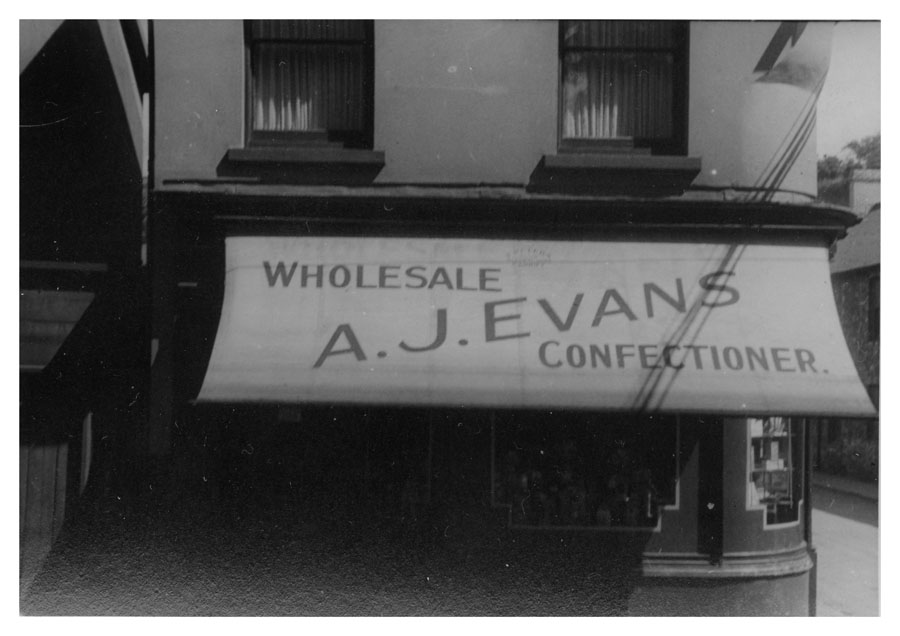 WHOLESALE
A.J.EVANS
CONFECTIONER.